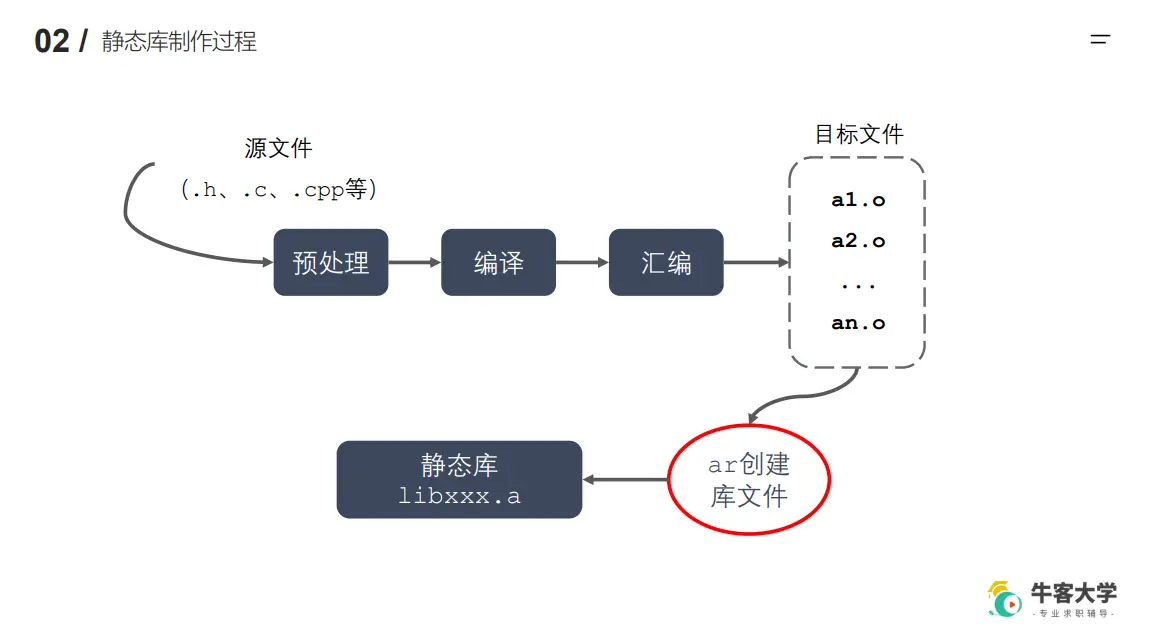 02 / 静态库制作过程
源文件
(.h、.c、.cpp等)
预处理
编译
汇编
目标文件
a1.o
a2.o
...
an.o
ar创建
库文件
静态库
libxxx.a
牛客大学
-专业求职辅导-